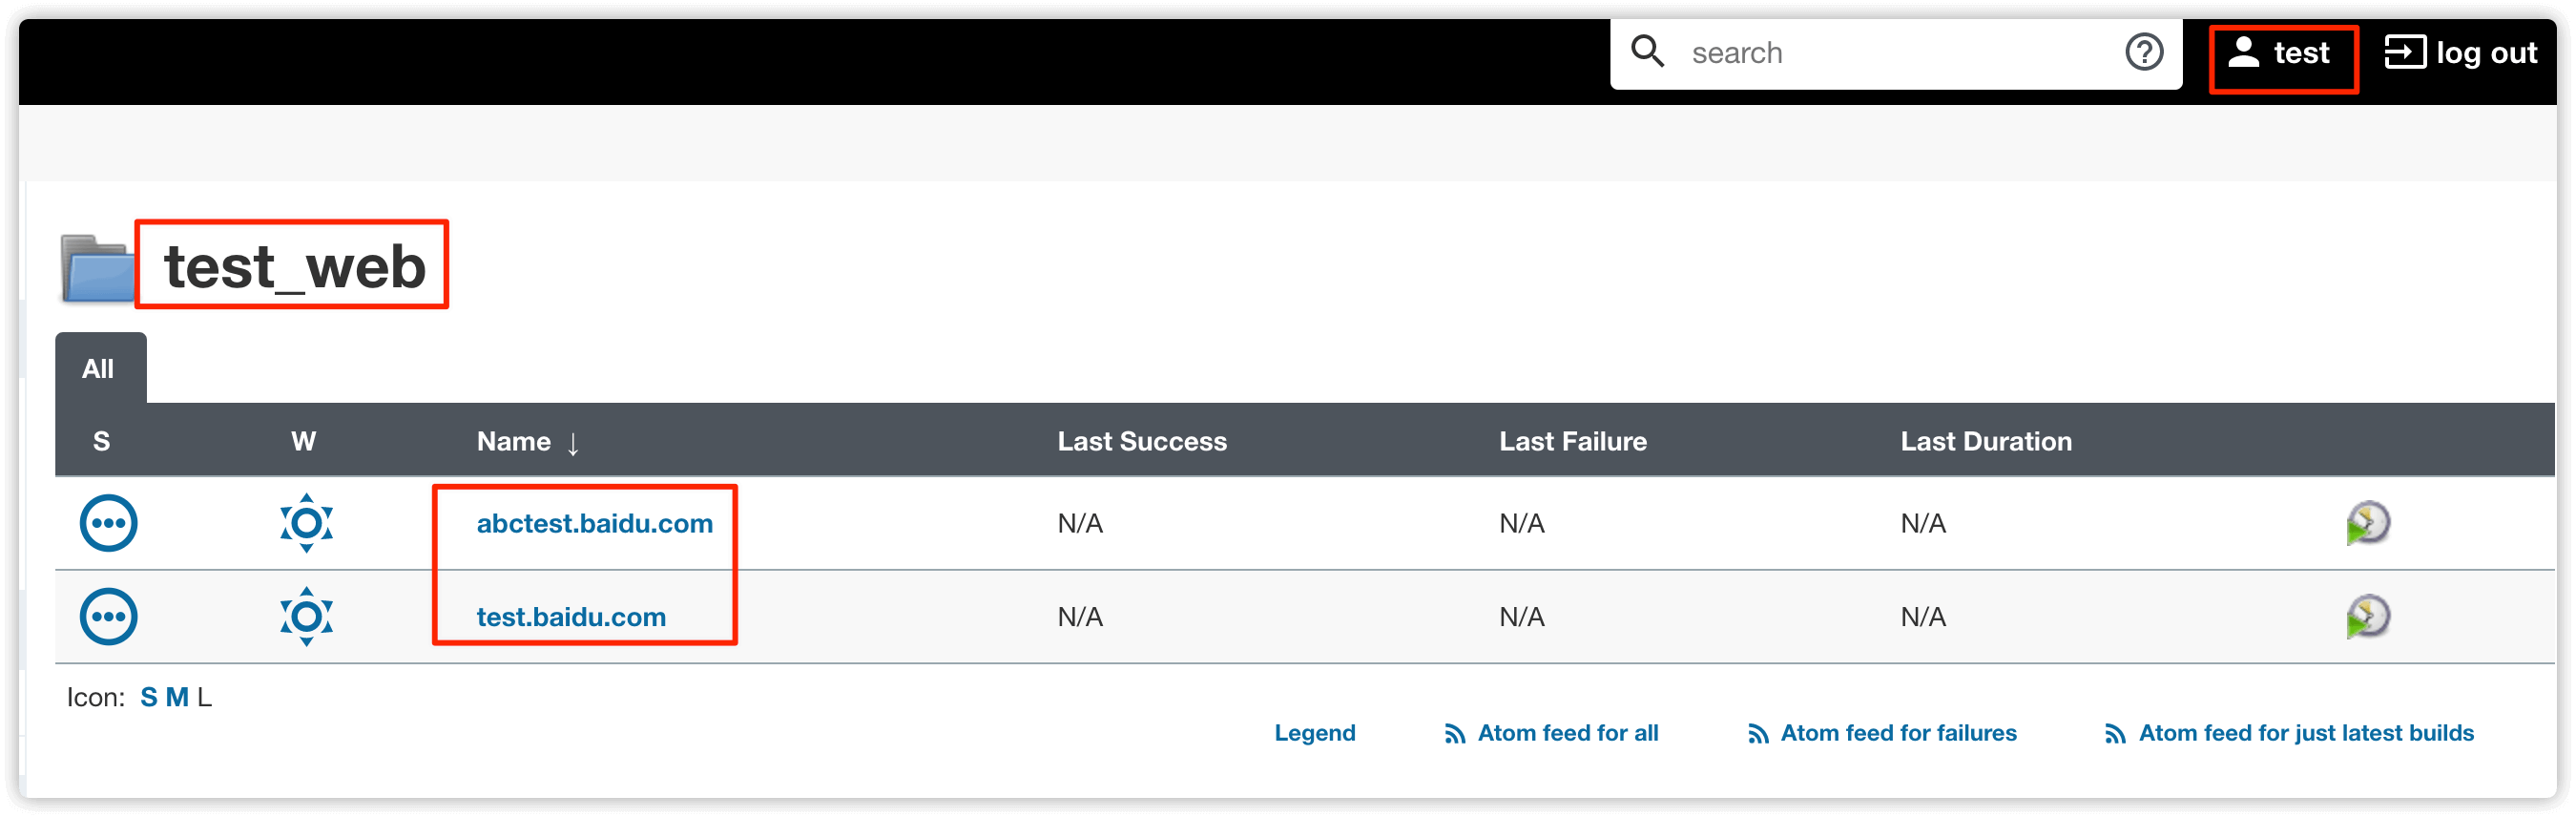 search test log out
test_web
All
S W Name ↓ Last Success Last Failure Last Duration
abctest.baidu.com N/A N/A N/A
test.baidu.com N/A N/A N/A
Icon: S M L
Legend Atom feed for all Atom feed for failures Atom feed for just latest builds